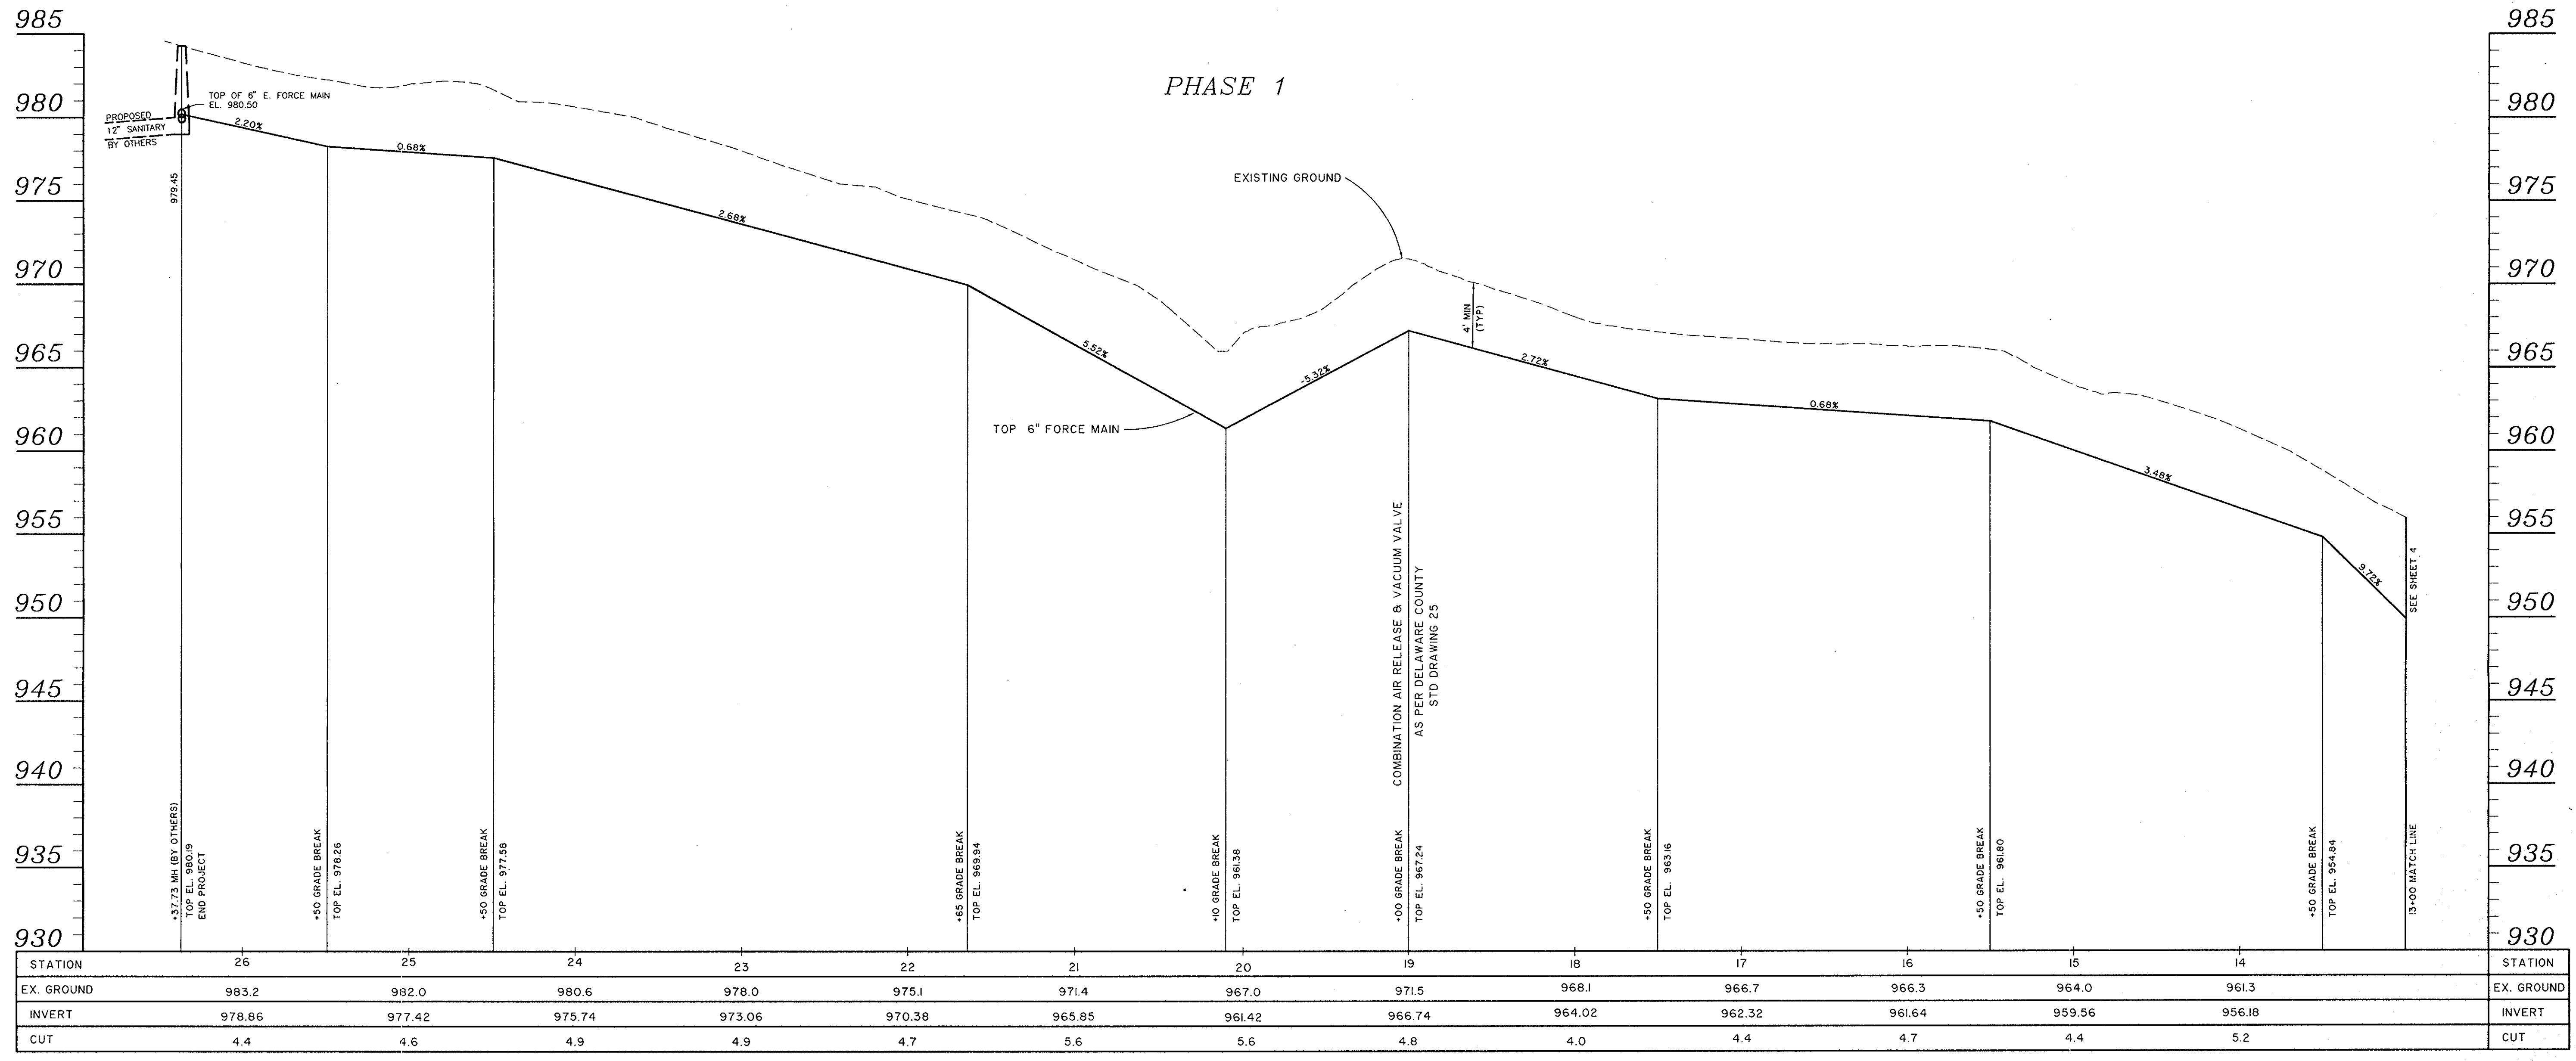 PHASE 1
985
980
975
970
965
960
955
950
945
940
935
930
985
980
975
970
965
960
955
950
945
940
935
930
TOP OF 6" E. FORCE MAIN
EL. 980.50
PROPOSED
12" SANITARY
BY OTHERS
979.45
2.20%
0.68%
2.68%
5.52%
-5.32%
2.72%
0.68%
3.48%
9.72%
EXISTING GROUND
4' MIN
(TYP)
TOP 6" FORCE MAIN
COMBINATION AIR RELEASE & VACUUM VALVE
AS PER DELAWARE COUNTY
STD DRAWING 25
SEE SHEET 4
+37.73 MH (BY OTHERS)
TOP EL. 980.19
END PROJECT
+50 GRADE BREAK
TOP EL. 978.26
+50 GRADE BREAK
TOP EL. 977.58
+65 GRADE BREAK
TOP EL. 969.94
+10 GRADE BREAK
TOP EL. 961.38
+00 GRADE BREAK
TOP EL. 967.24
+50 GRADE BREAK
TOP EL. 963.16
+50 GRADE BREAK
TOP EL. 961.80
+50 GRADE BREAK
TOP EL. 954.84
13+00 MATCH LINE
STATION 26 25 24 23 22 21 20 19 18 17 16 15 14 STATION
EX. GROUND 983.2 982.0 980.6 978.0 975.1 971.4 967.0 971.5 968.1 966.7 966.3 964.0 961.3 EX. GROUND
INVERT 978.86 977.42 975.74 973.06 970.38 965.85 961.42 966.74 964.02 962.32 961.64 959.56 956.18 INVERT
CUT 4.4 4.6 4.9 4.9 4.7 5.6 5.6 4.8 4.0 4.4 4.7 4.4 5.2 CUT